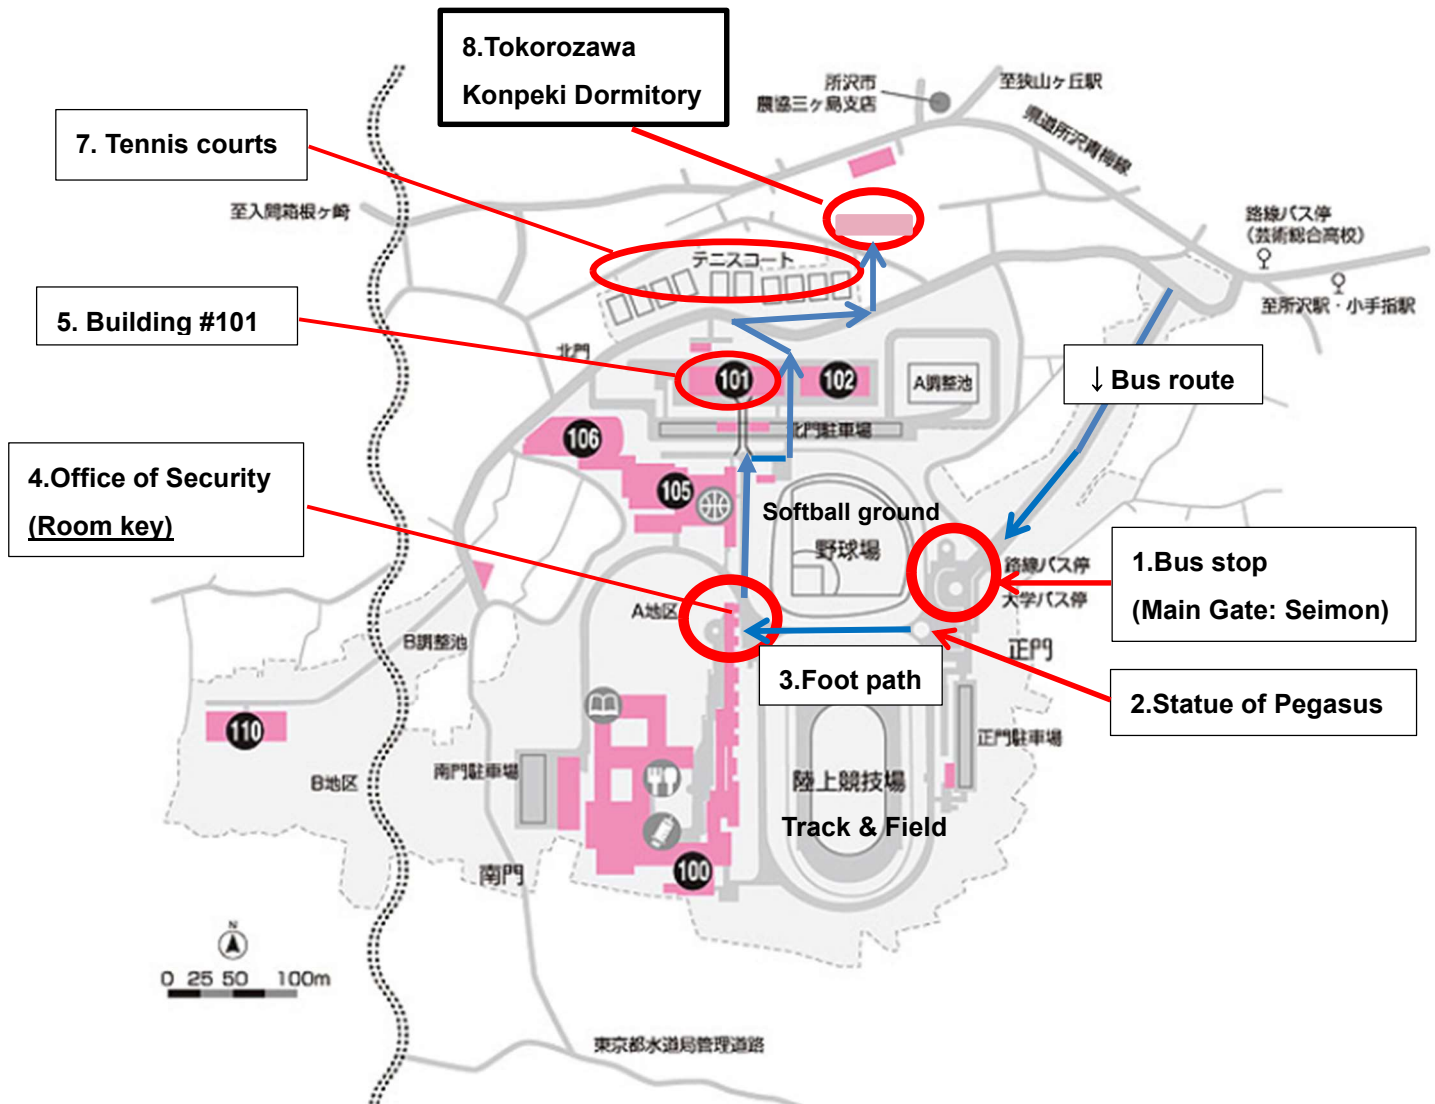 8.Tokorozawa
Konpeki Dormitory
所沢市
農協三ヶ島支店
至狭山ヶ丘駅
県道所沢青梅線
7. Tennis courts
至入間箱根ヶ崎
路線バス停
(芸術総合高校)
テニスコート
至所沢駅・小手指駅
5. Building #101
北門
101
102
A調整池
↓Bus route
北門駐車場
106
4.Office of Security
(Room key)
105
Softball ground
野球場
路線バス停
大学バス停
1.Bus stop
(Main Gate: Seimon)
A地区
B調整池
正門
3.Foot path
2.Statue of Pegasus
110
正門駐車場
南門駐車場
B地区
陸上競技場
Track & Field
100
南門
N
0 25 50 100m
東京都水道局管理道路